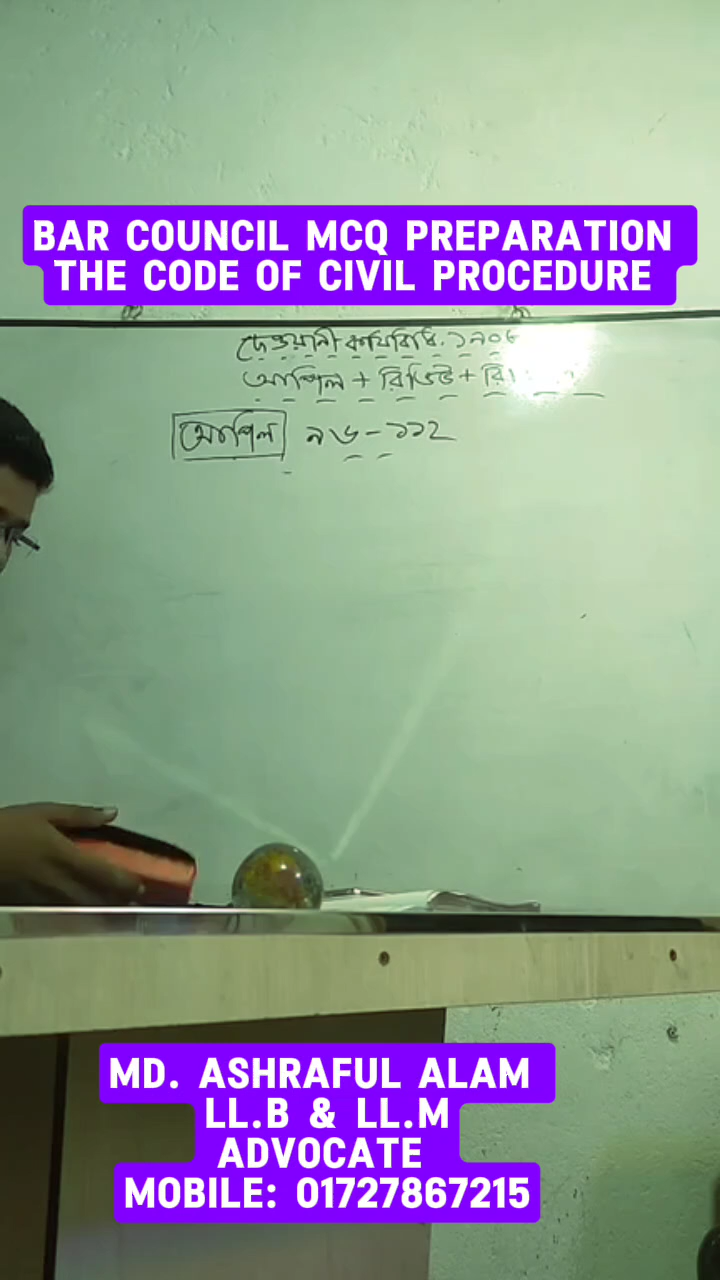 BAR COUNCIL MCQ PREPARATION
THE CODE OF CIVIL PROCEDURE
দেওয়ানী কার্যবিধি. ১৯০৮
আপিল + রিভিউ +
আপিল ৯৬-১১২
MD. ASHRAFUL ALAM
LL.B & LL.M
ADVOCATE
MOBILE: 01727867215